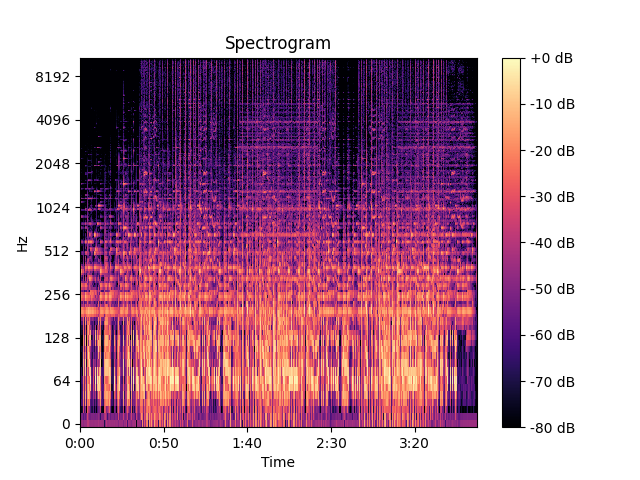 Spectrogram
8192
4096
2048
1024
512
256
128
64
0
Hz
0:00
0:50
1:40
2:30
3:20
Time
+0 dB
-10 dB
-20 dB
-30 dB
-40 dB
-50 dB
-60 dB
-70 dB
-80 dB